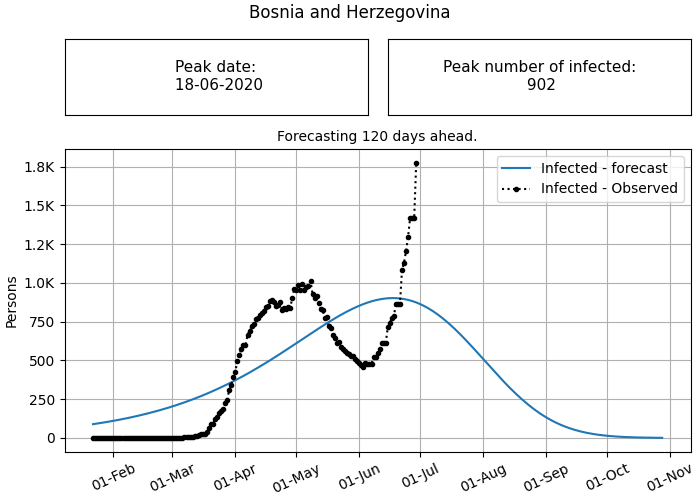 Bosnia and Herzegovina
Peak date:
18-06-2020
Peak number of infected:
902
Forecasting 120 days ahead.
Infected - forecast
Infected - Observed
1.8K
1.5K
1.2K
1.0K
750
500
250
0
Persons
01-Feb
01-Mar
01-Apr
01-May
01-Jun
01-Jul
01-Aug
01-Sep
01-Oct
01-Nov